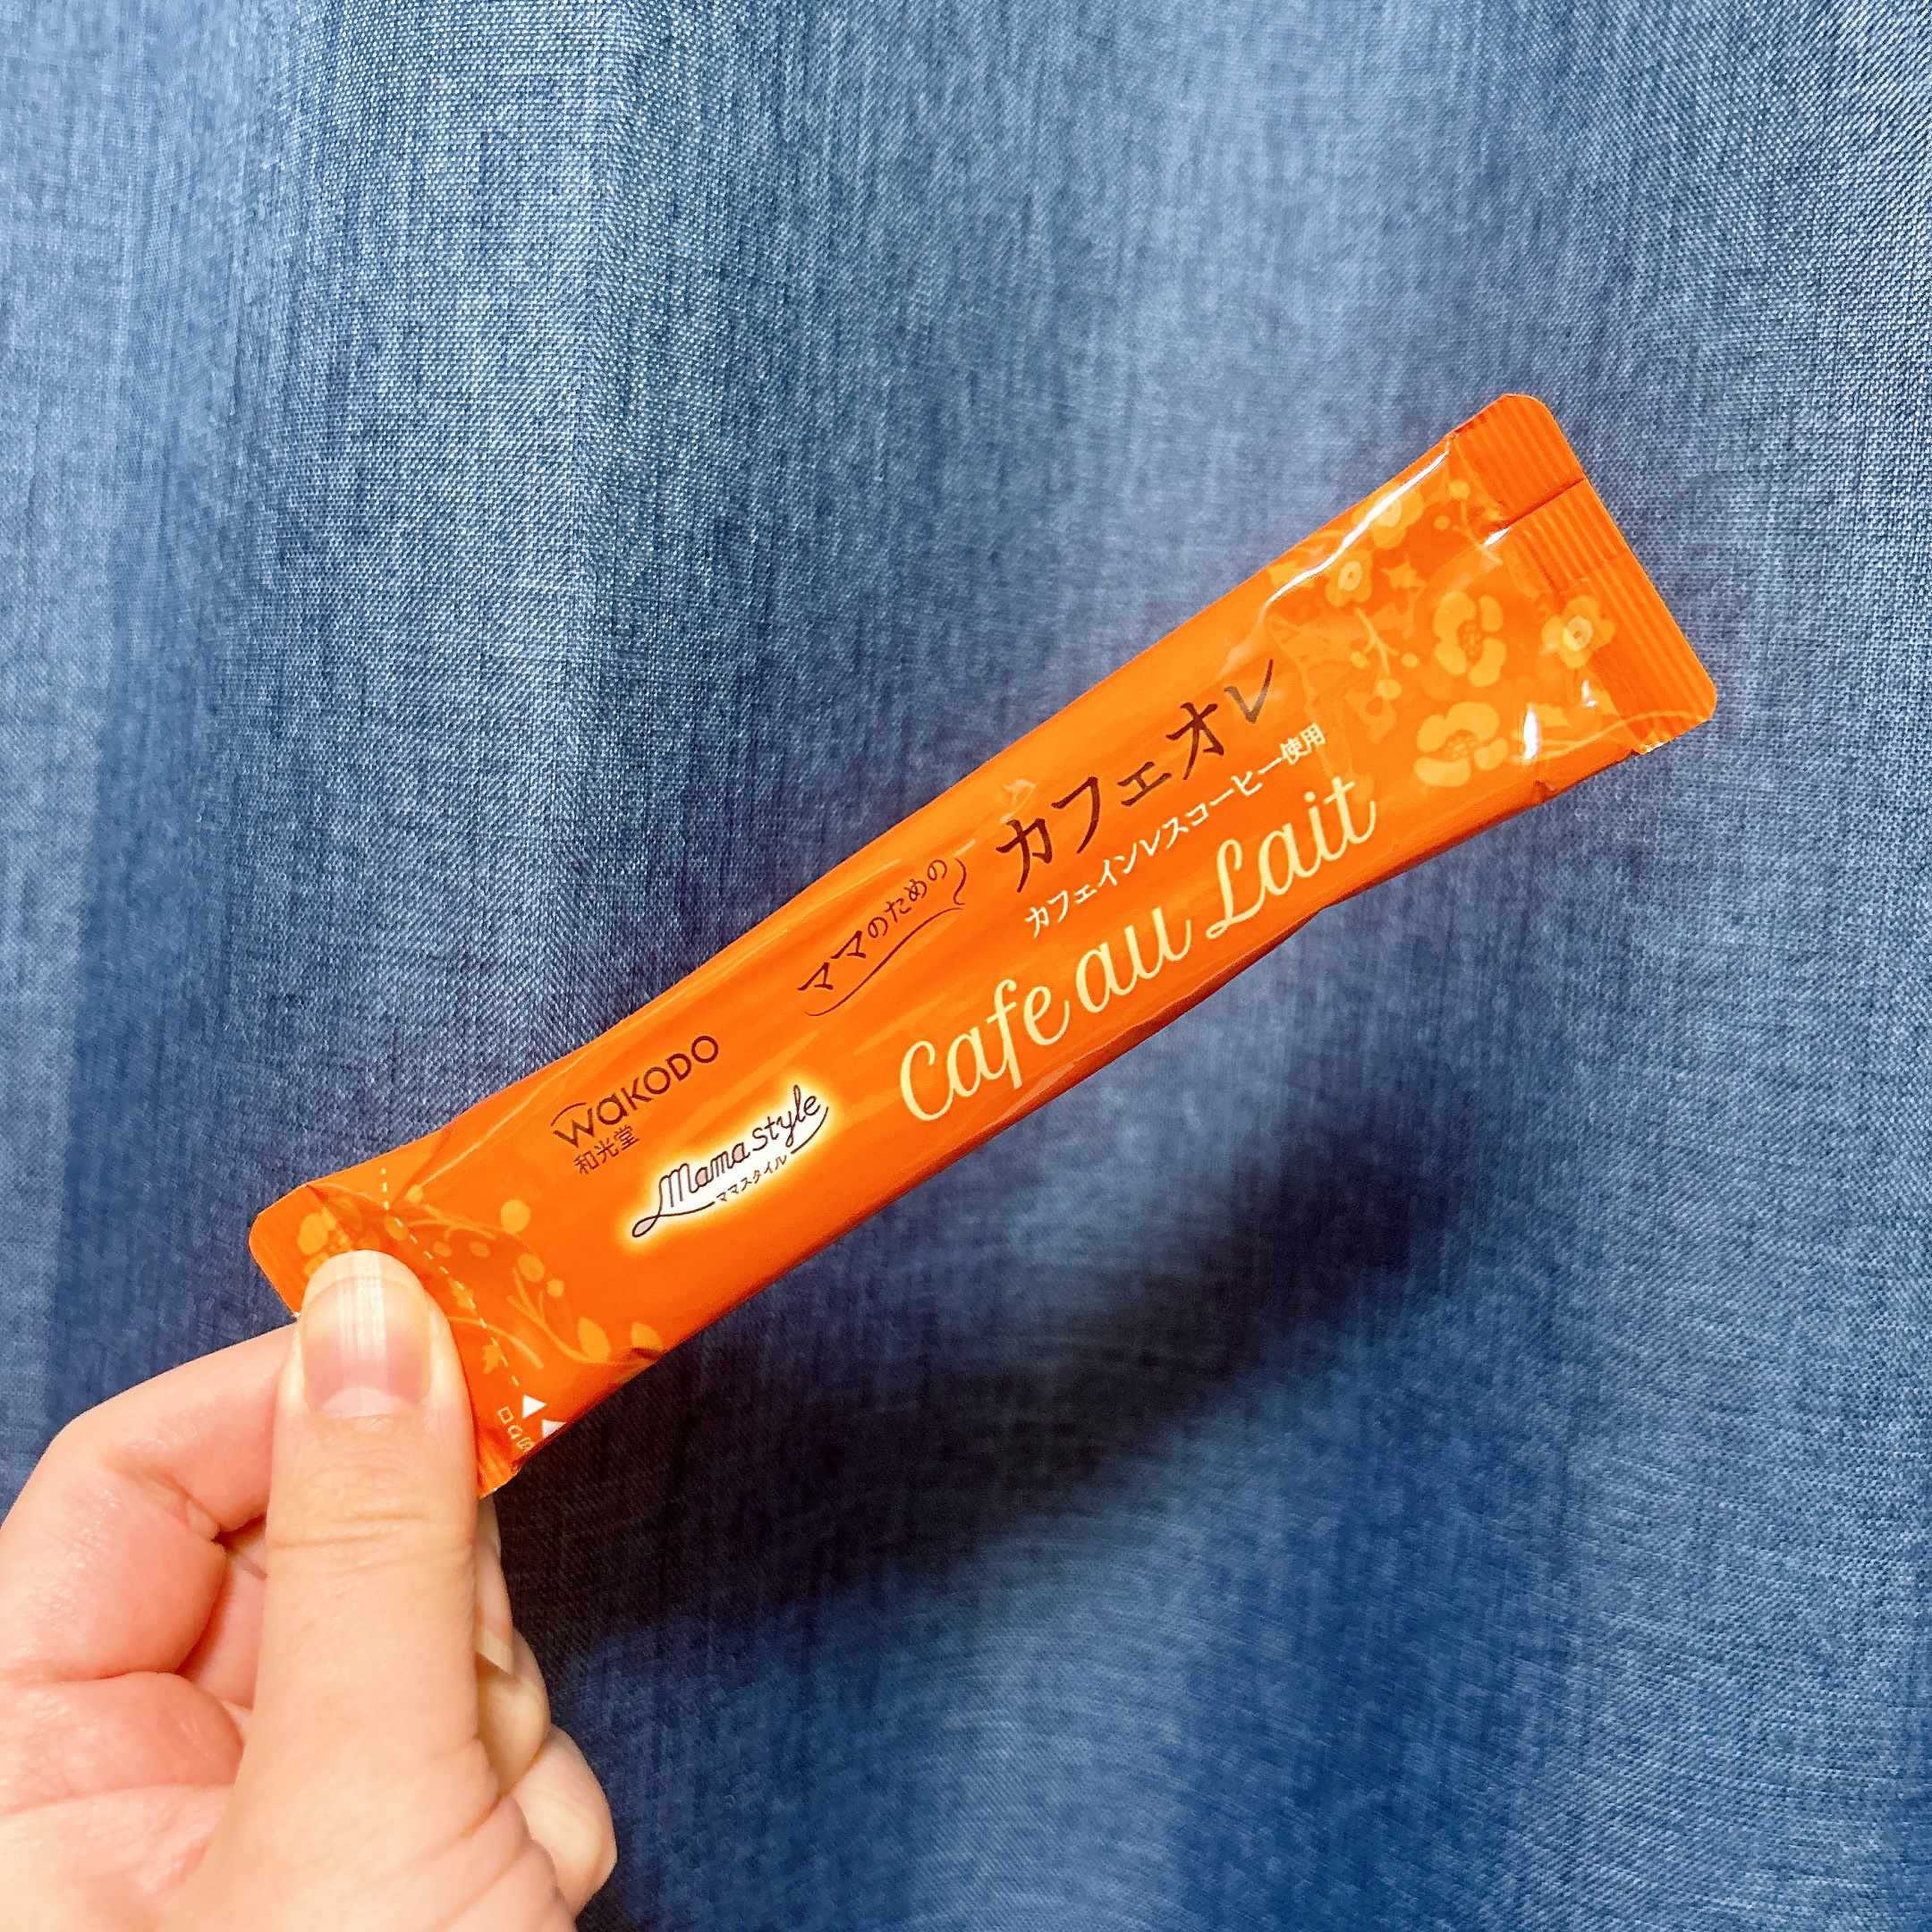 WaKODO
和光堂
Mama Style
ママスタイル
ママのための
カフェオレ
カフェインレスコーヒー使用
Cafe au Lait